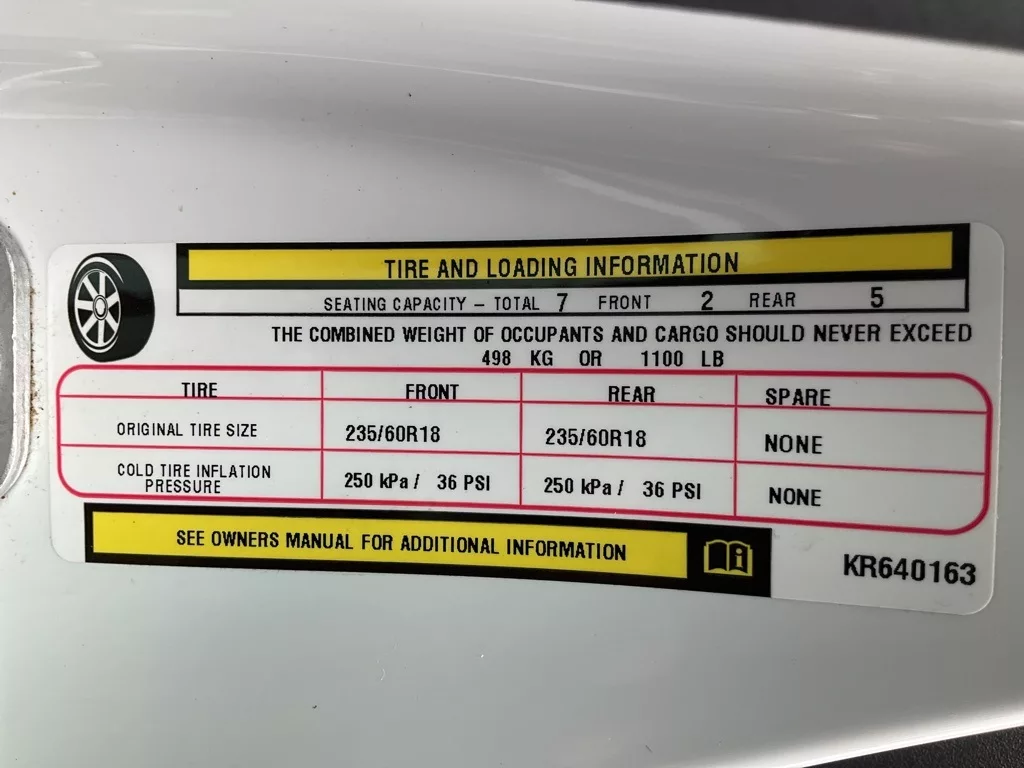 TIRE AND LOADING INFORMATION
SEATING CAPACITY – TOTAL 7 FRONT 2 REAR 5
THE COMBINED WEIGHT OF OCCUPANTS AND CARGO SHOULD NEVER EXCEED
498 KG OR 1100 LB
TIRE FRONT REAR SPARE
ORIGINAL TIRE SIZE 235/60R18 235/60R18 NONE
COLD TIRE INFLATION
PRESSURE 250 kPa / 36 PSI 250 kPa / 36 PSI NONE
SEE OWNERS MANUAL FOR ADDITIONAL INFORMATION
KR640163